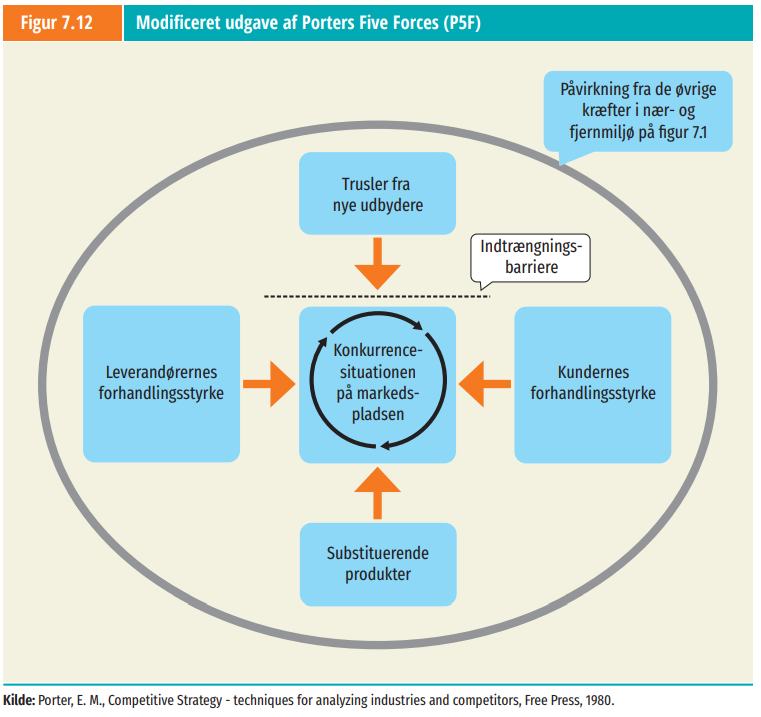 Figur 7.12
Modificeret udgave af Porters Five Forces (P5F)
Påvirkning fra de øvrige
kræfter i nær- og
fjernmiljø på figur 7.1
Trusler fra
nye udbydere
Indtrængnings-
barriere
Leverandørernes
forhandlingsstyrke
Konkurrence-
situationen
på markeds-
pladsen
Kundernes
forhandlingsstyrke
Substituerende
produkter
Kilde: Porter, E. M., Competitive Strategy - techniques for analyzing industries and competitors, Free Press, 1980.